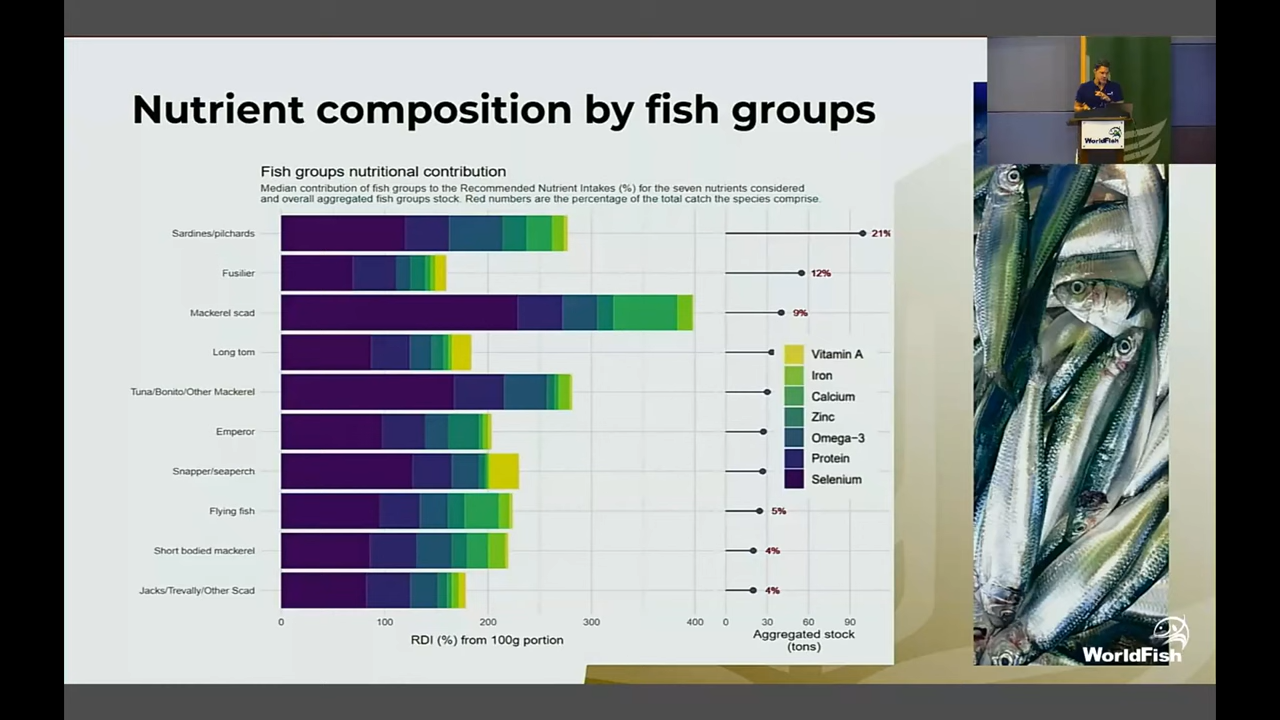 Nutrient composition by fish groups
WorldFish
Fish groups nutritional contribution
Median contribution of fish groups to the Recommended Nutrient Intakes (%) for the seven nutrients considered
and overall aggregated fish groups stock. Red numbers are the percentage of the total catch the species comprise.
Sardines/pilchards
21%
Fusilier
12%
Mackerel scad
9%
Long tom
Tuna/Bonito/Other Mackerel
Emperor
Snapper/seaperch
Flying fish
5%
Short bodied mackerel
4%
Jacks/Trevally/Other Scad
4%
Vitamin A
Iron
Calcium
Zinc
Omega-3
Protein
Selenium
0 100 200 300 400
RDI (%) from 100g portion
0 30 60 90
Aggregated stock
(tons)
WorldFish